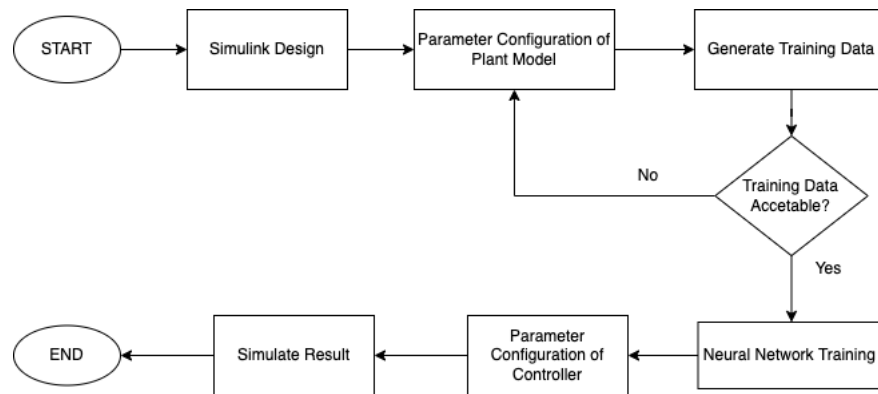 START
Simulink Design
Parameter Configuration of
Plant Model
Generate Training Data
No
Training Data
Accetable?
Yes
END
Simulate Result
Parameter
Configuration of
Controller
Neural Network Training